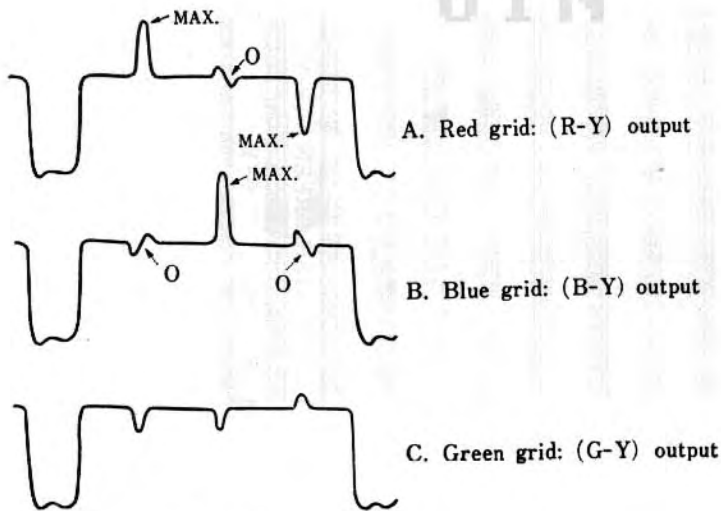 MAX.
O
MAX.
A. Red grid: (R-Y) output
MAX.
O
O
B. Blue grid: (B-Y) output
C. Green grid: (G-Y) output